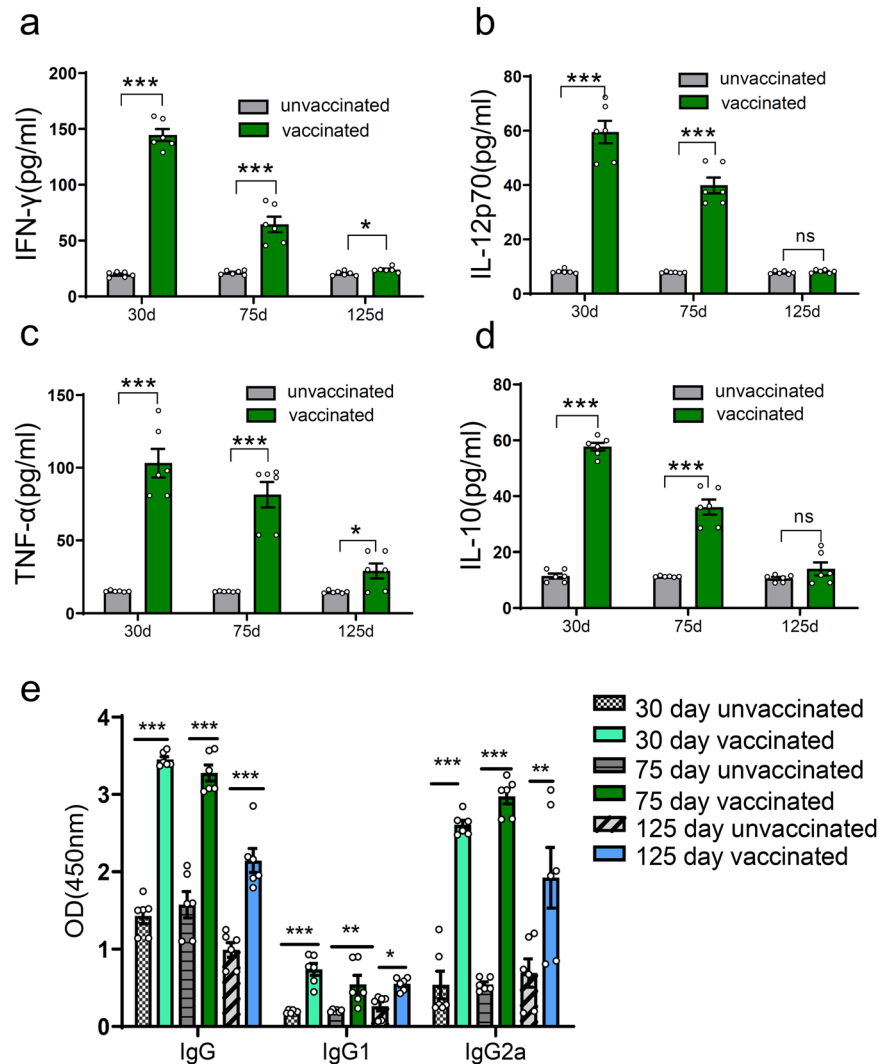 a
IFN-γ(pg/ml)
200
150
100
50
0
***
***
*
unvaccinated
vaccinated
30d
75d
125d
b
IL-12p70(pg/ml)
80
60
40
20
0
***
***
ns
unvaccinated
vaccinated
30d
75d
125d
c
TNF-α(pg/ml)
150
100
50
0
***
***
*
unvaccinated
vaccinated
30d
75d
125d
d
IL-10(pg/ml)
80
60
40
20
0
***
***
ns
unvaccinated
vaccinated
30d
75d
125d
e
OD(450nm)
4
3
2
1
0
*** *** ***
*** ** *
*** *** **
IgG
IgG1
IgG2a
30 day unvaccinated
30 day vaccinated
75 day unvaccinated
75 day vaccinated
125 day unvaccinated
125 day vaccinated